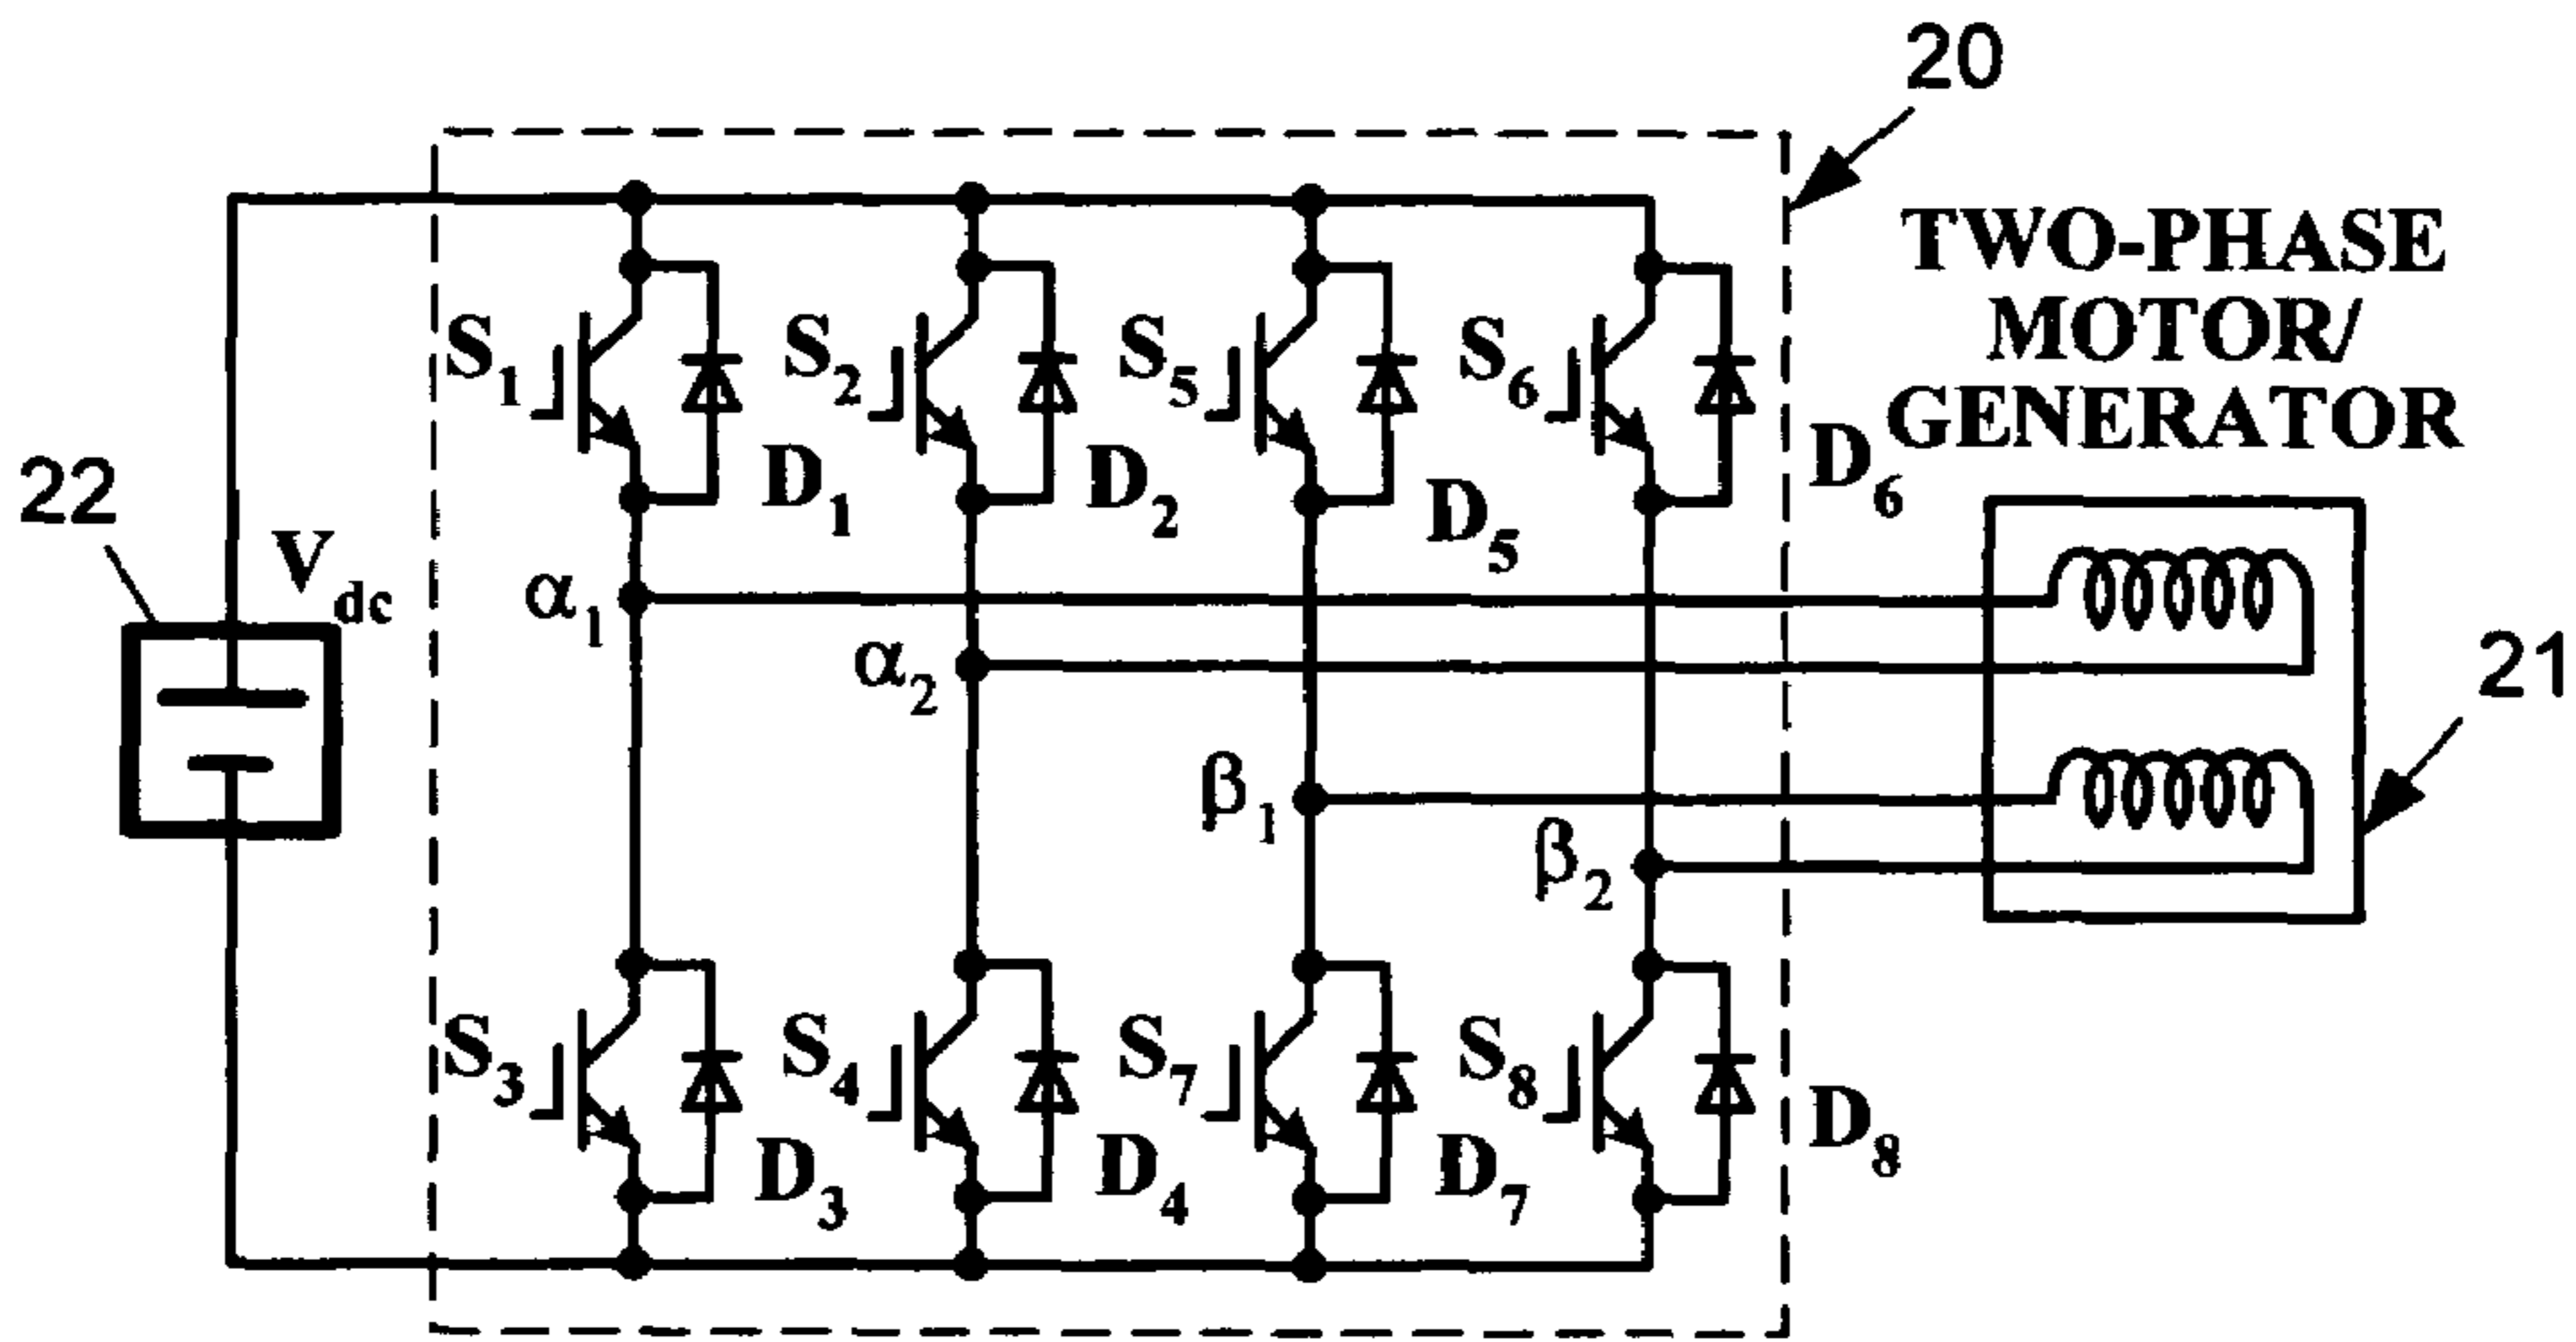 20
TWO-PHASE
MOTOR/
GENERATOR
S1
S2
S5
S6
D1
D2
D5
D6
22
Vdc
α1
α2
21
β1
β2
S3
S4
S7
S8
D3
D4
D7
D8